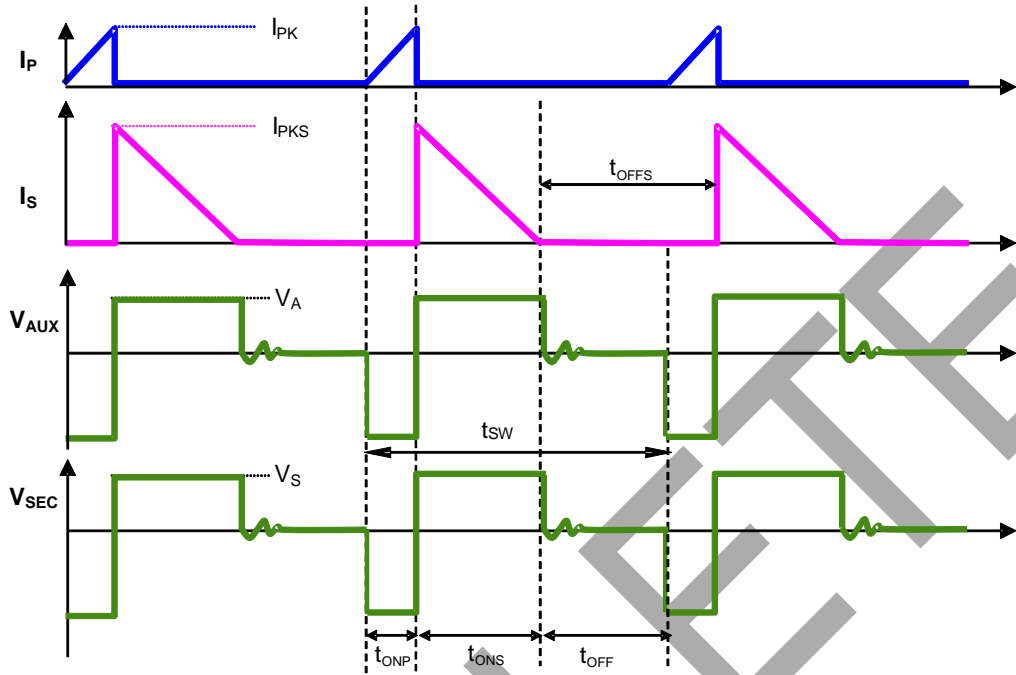 I_PK
I_P
I_PKS
t_OFFS
I_S
V_A
V_AUX
t_SW
V_S
V_SEC
t_ONP t_ONS t_OFF